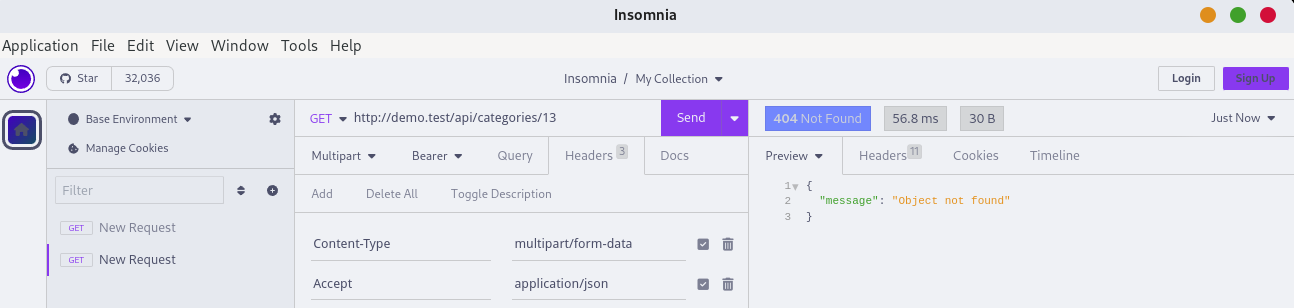 Insomnia
Application File Edit View Window Tools Help
Star 32,036 Insomnia / My Collection Login Sign Up
Base Environment GET http://demo.test/api/categories/13 Send 404 Not Found 56.8 ms 30 B Just Now
Manage Cookies Multipart Bearer Query Headers 3 Docs Preview Headers 11 Cookies Timeline
Filter Add Delete All Toggle Description
1 {
2 "message": "Object not found"
3 }
GET New Request
Content-Type multipart/form-data
GET New Request
Accept application/json